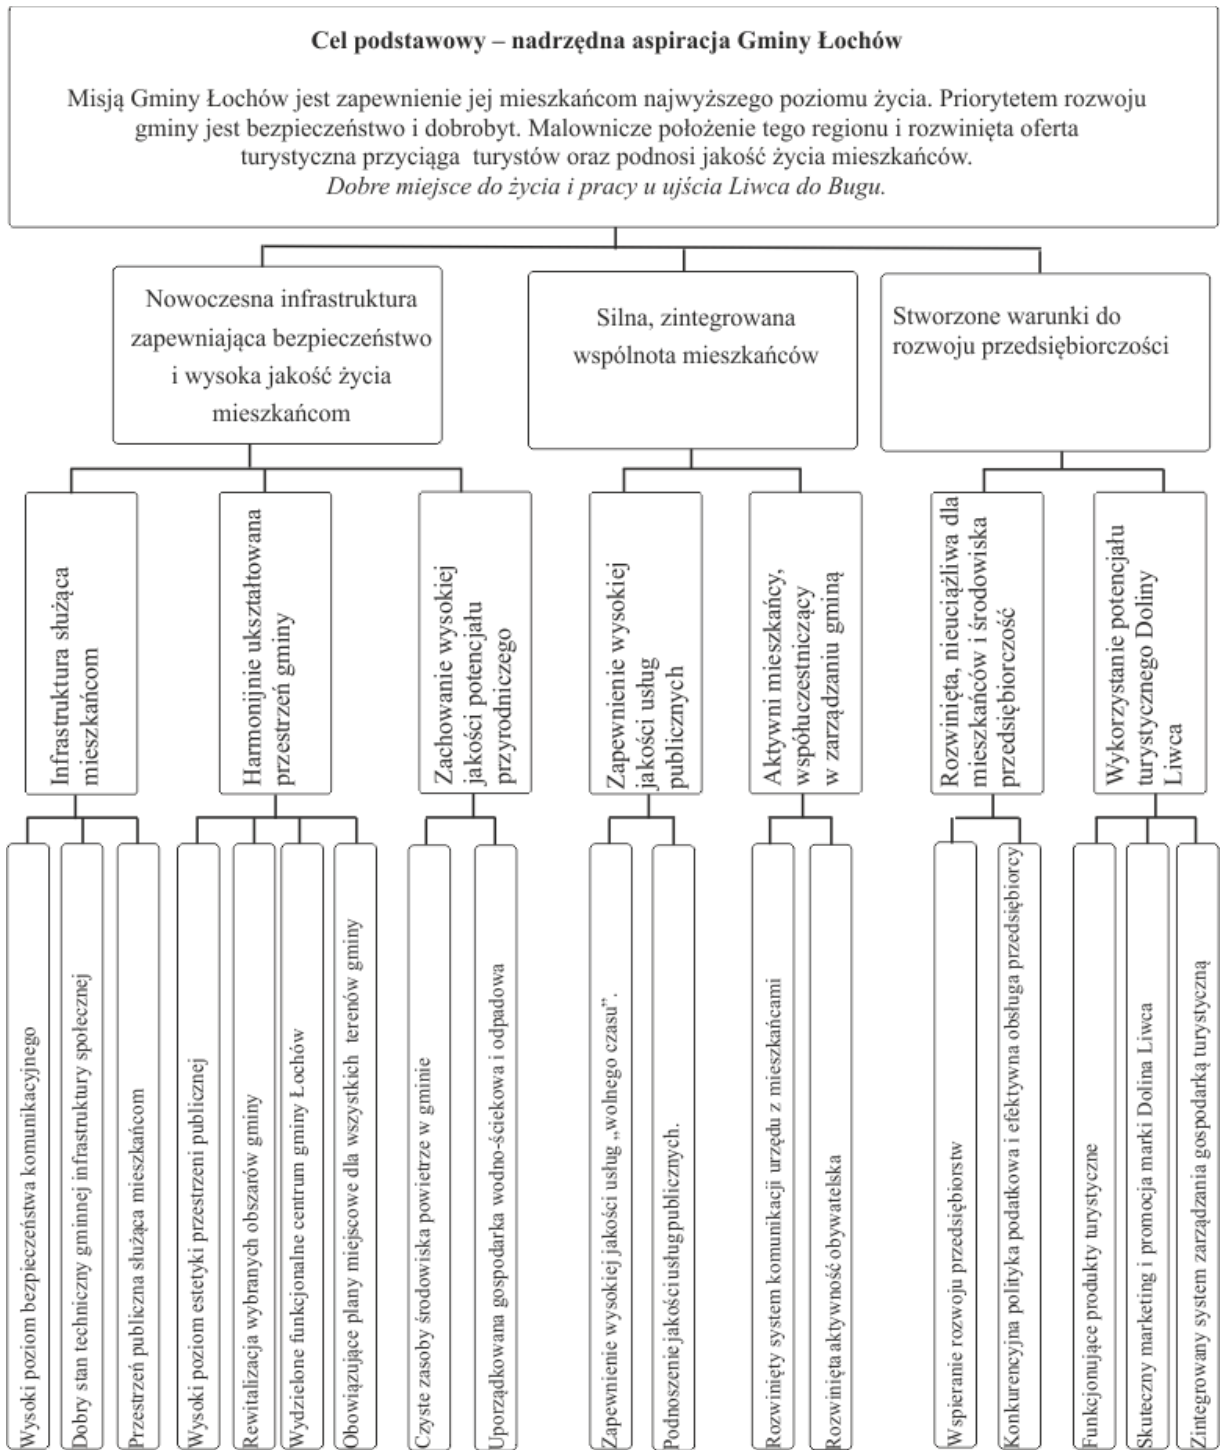 Cel podstawowy – nadrzędna aspiracja Gminy Łochów
Misją Gminy Łochów jest zapewnienie jej mieszkańcom najwyższego poziomu życia. Priorytetem rozwoju
gminy jest bezpieczeństwo i dobrobyt. Malownicze położenie tego regionu i rozwinięta oferta
turystyczna przyciąga turystów oraz podnosi jakość życia mieszkańców.
Dobre miejsce do życia i pracy u ujścia Liwca do Bugu.
Nowoczesna infrastruktura
zapewniająca bezpieczeństwo
i wysoka jakość życia
mieszkańcom
Silna, zintegrowana
wspólnota mieszkańców
Stworzone warunki do
rozwoju przedsiębiorczości
Infrastruktura służąca
mieszkańcom
Harmonijnie ukształtowana
przestrzeń gminy
Zachowanie wysokiej
jakości potencjału
przyrodniczego
Zapewnienie wysokiej
jakości usług
publicznych
Aktywni mieszkańcy,
współuczestniczący
w zarządzaniu gminą
Rozwinięta, nieuciążliwa dla
mieszkańców i środowiska
przedsiębiorczość
Wykorzystanie potencjału
turystycznego Doliny
Liwca
Wysoki poziom bezpieczeństwa komunikacyjnego
Dobry stan techniczny gminnej infrastruktury społecznej
Przestrzeń publiczna służąca mieszkańcom
Wysoki poziom estetyki przestrzeni publicznej
Rewitalizacja wybranych obszarów gminy
Wydzielone funkcjonalne centrum gminy Łochów
Obowiązujące plany miejscowe dla wszystkich terenów gminy
Czyste zasoby środowiska powietrze w gminie
Uporządkowana gospodarka wodno-ściekowa i odpadowa
Zapewnienie wysokiej jakości usług „wolnego czasu”.
Podnoszenie jakości usług publicznych.
Rozwinięty system komunikacji urzędu z mieszkańcami
Rozwinięta aktywność obywatelska
Wspieranie rozwoju przedsiębiorstw
Konkurencyjna polityka podatkowa i efektywna obsługa przedsiębiorcy
Funkcjonujące produkty turystyczne
Skuteczny marketing i promocja marki Dolina Liwca
Zintegrowany system zarządzania gospodarką turystyczną